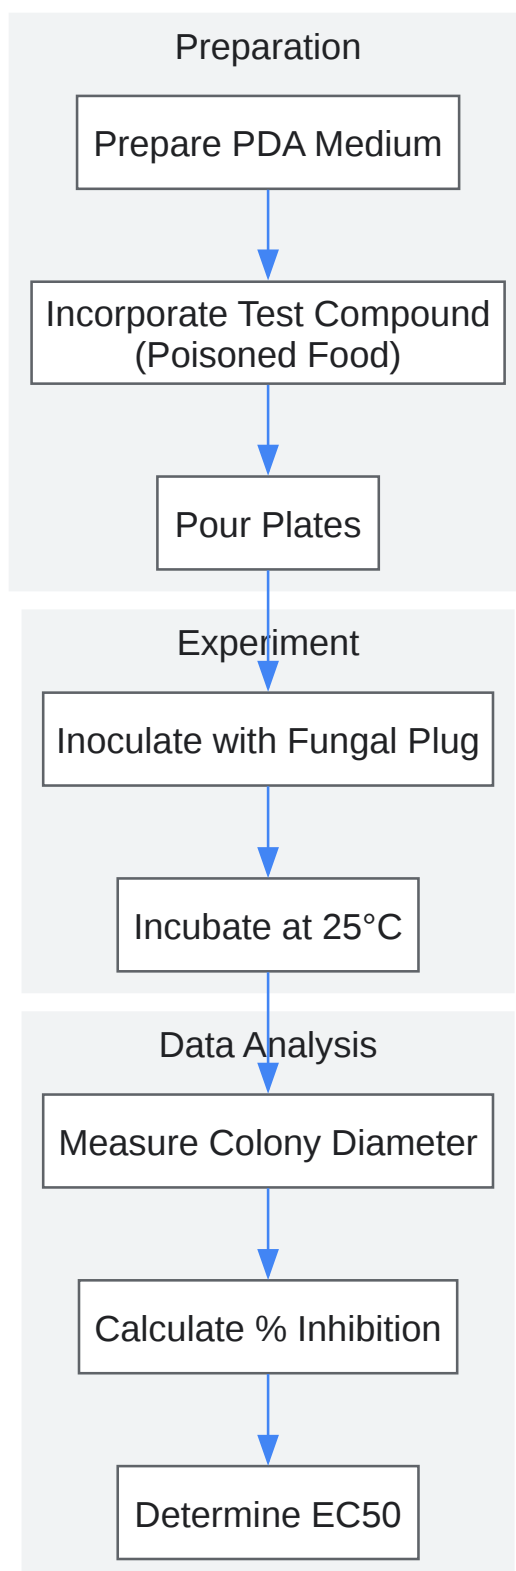 Preparation
Prepare PDA Medium
Incorporate Test Compound
(Poisoned Food)
Pour Plates
Experiment
Inoculate with Fungal Plug
Incubate at 25°C
Data Analysis
Measure Colony Diameter
Calculate % Inhibition
Determine EC50